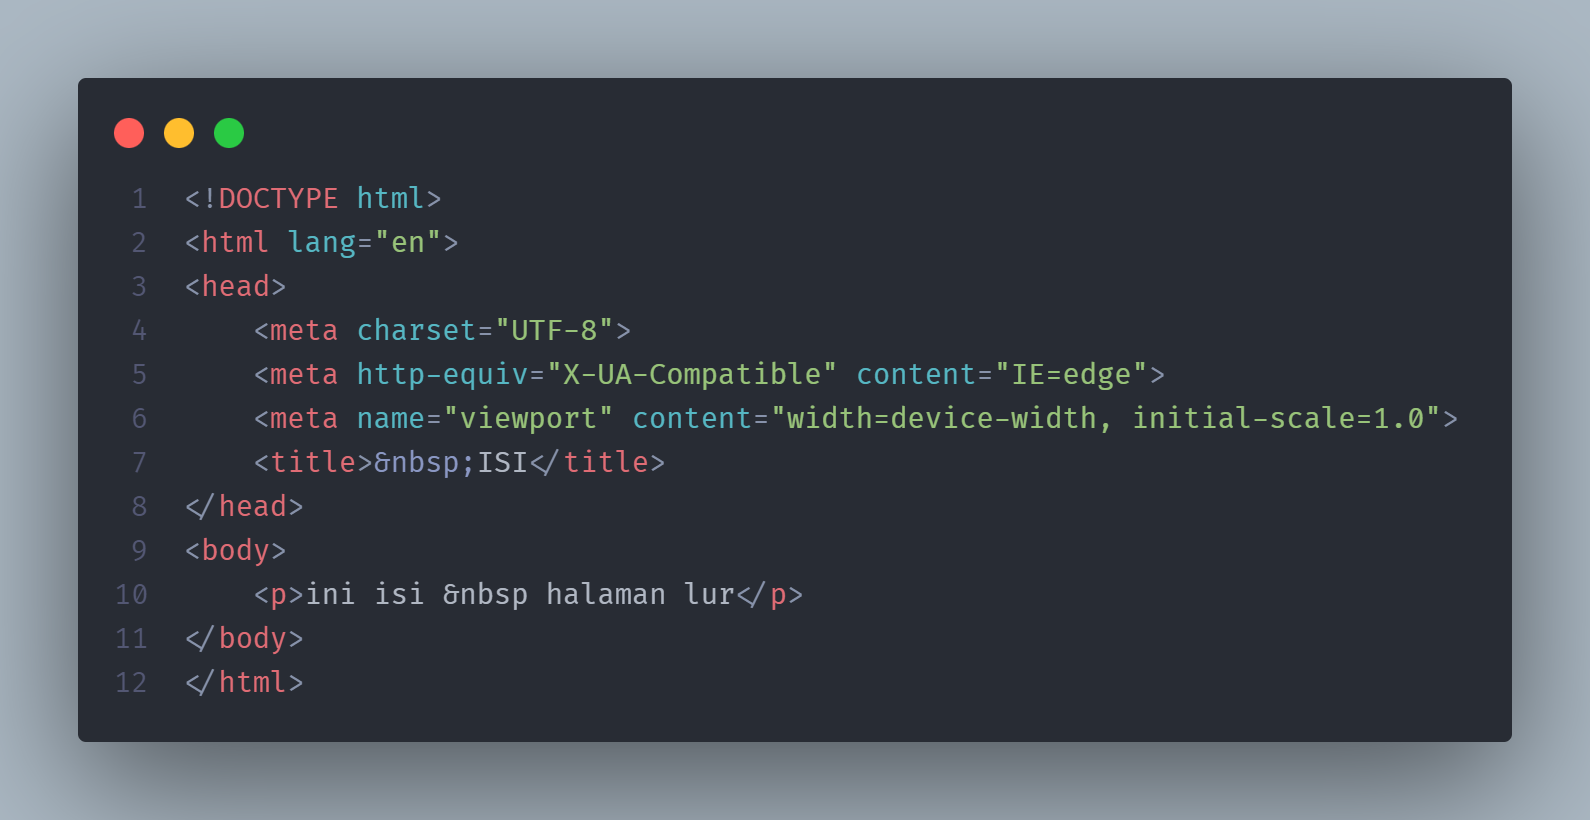 1 <!DOCTYPE html>
2 <html lang="en">
3 <head>
4     <meta charset="UTF-8">
5     <meta http-equiv="X-UA-Compatible" content="IE=edge">
6     <meta name="viewport" content="width=device-width, initial-scale=1.0">
7     <title>&nbsp;ISI</title>
8 </head>
9 <body>
10     <p>ini isi &nbsp halaman lur</p>
11 </body>
12 </html>